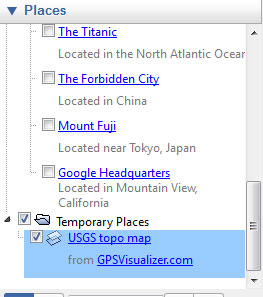 Places
The Titanic
Located in the North Atlantic Ocean
The Forbidden City
Located in China
Mount Fuji
Located near Tokyo, Japan
Google Headquarters
Located in Mountain View,
California
Temporary Places
USGS topo map
from GPSVisualizer.com